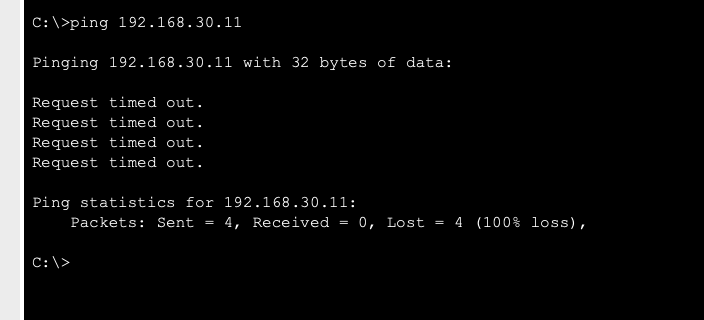 C:\>ping 192.168.30.11
Pinging 192.168.30.11 with 32 bytes of data:
Request timed out.
Request timed out.
Request timed out.
Request timed out.
Ping statistics for 192.168.30.11:
Packets: Sent = 4, Received = 0, Lost = 4 (100% loss),
C:\>